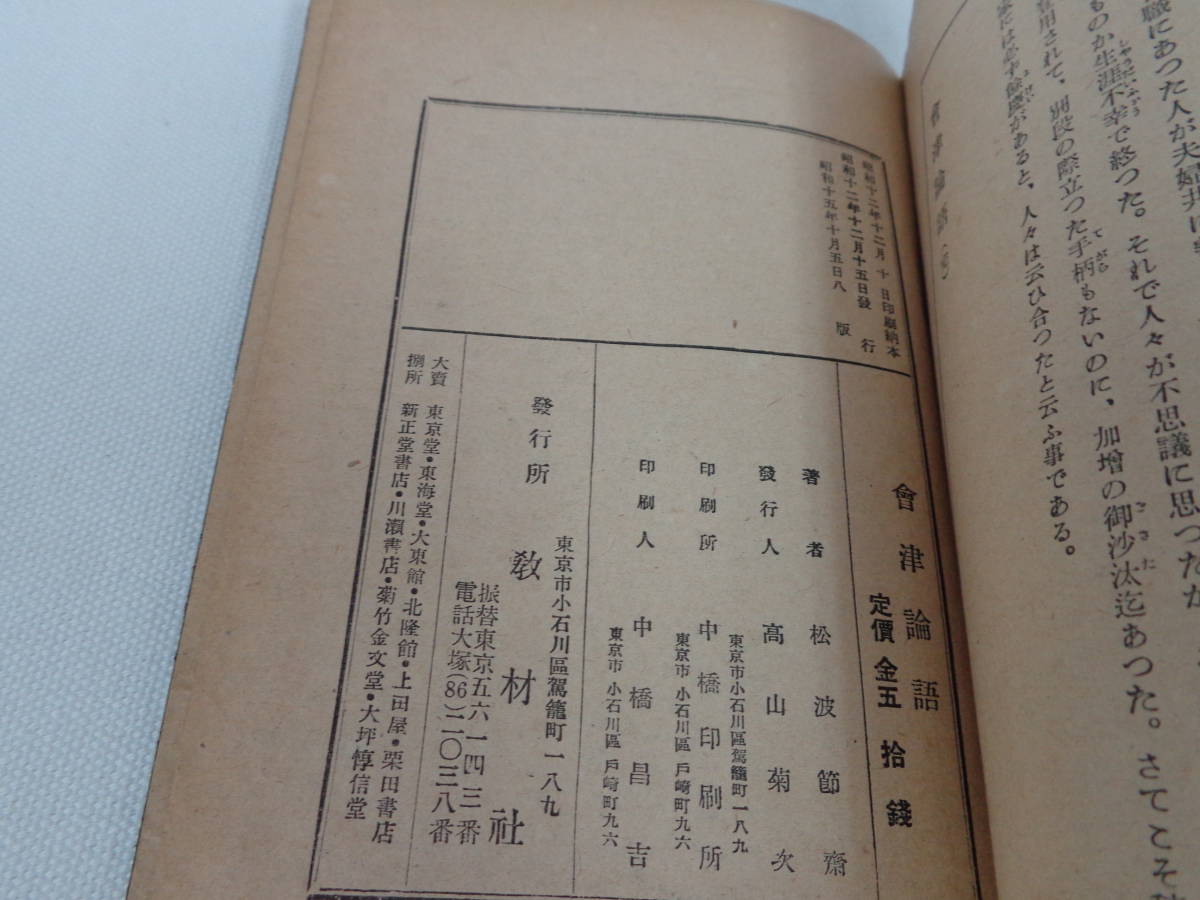 職にあつた人が夫婦共に
ものか生涯不幸で終つた。それで人々が不思議に思つたが
登用されて、別段の際立つた手柄もないのに、加増の御沙汰迄あつた。さてこそ
家には必ず餘慶があると、人々は云ひ合つたと云ふ事である。
昭和十二年十二月十日印刷納本
昭和十二年十二月十五日發行
昭和十五年十月五日八版
會津論語
定價金五拾錢
著者 松波節齋
發行人 高山菊次
東京市小石川區駕籠町一八九
印刷所 中橋印刷所
東京市小石川區戶崎町九六
印刷人 中橋昌吉
東京市小石川區戶崎町九六
發行所 敎材社
東京市小石川區駕籠町一八九
振替東京五六一四三番
電話大塚(86)二〇三八番
大賣捌所
東京堂・東海堂・大東館・北隆館・上田屋・栗田書店
新正堂書店・川瀨書店・菊竹金文堂・大坪惇信堂